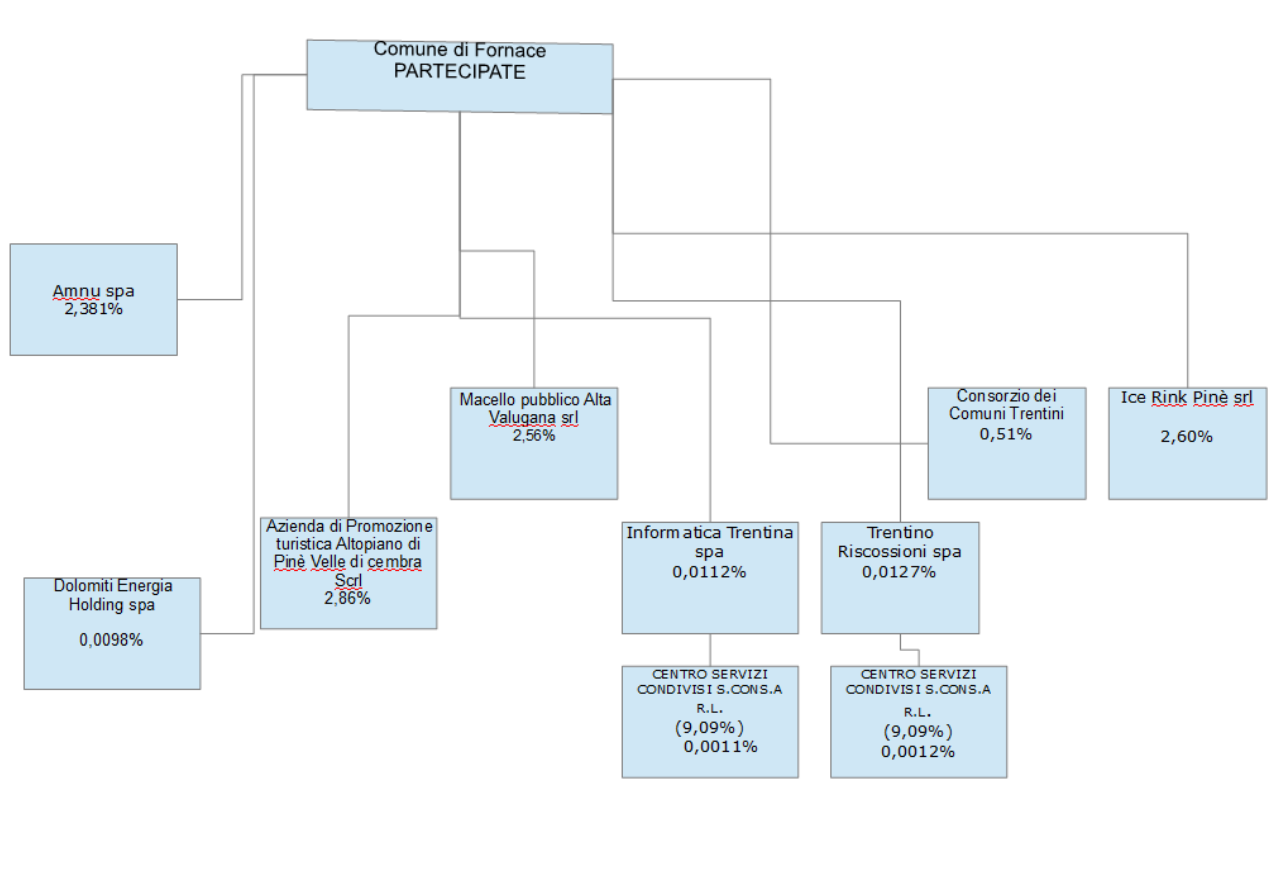 Comune di Fornace
PARTECIPATE
Amnu spa
2,381%
Macello pubblico Alta
Valugana srl
2,56%
Consorzio dei
Comuni Trentini
0,51%
Ice Rink Pinè srl
2,60%
Azienda di Promozione
turistica Altopiano di
Pinè Velle di cembra
Scrl
2,86%
Informatica Trentina
spa
0,0112%
Trentino
Riscossioni spa
0,0127%
Dolomiti Energia
Holding spa
0,0098%
CENTRO SERVIZI
CONDIVISI S.CONS.A
R.L.
(9,09%)
0,0011%
CENTRO SERVIZI
CONDIVISI S.CONS.A
R.L.
(9,09%)
0,0012%